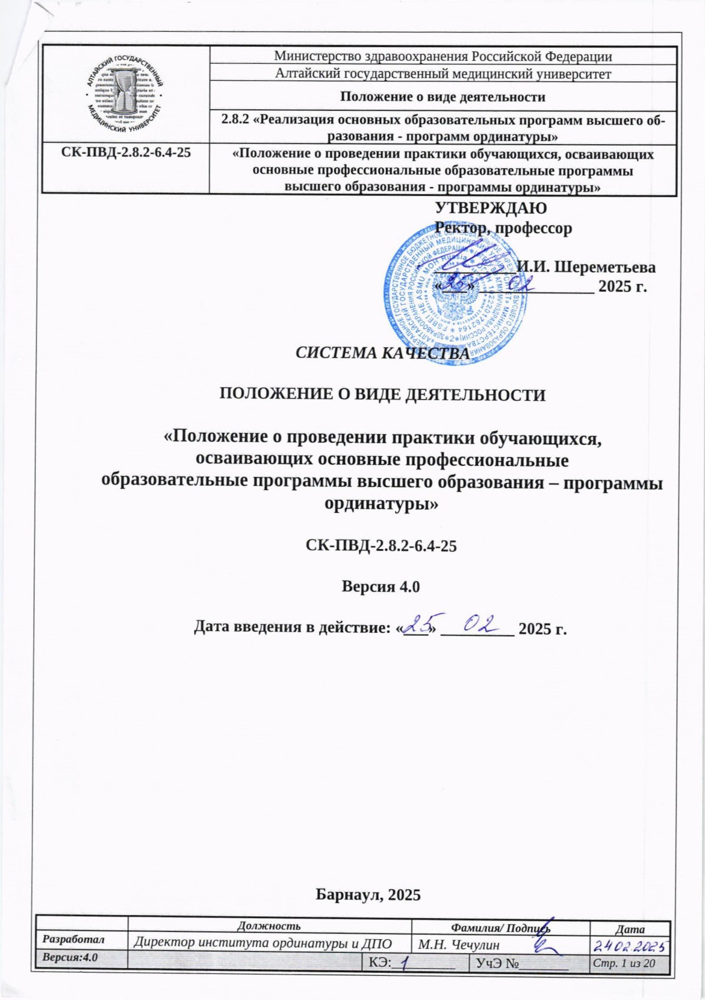 АЛТАЙСКИЙ ГОСУДАРСТВЕННЫЙ
МЕДИЦИНСКИЙ УНИВЕРСИТЕТ
Министерство здравоохранения Российской Федерации
Алтайский государственный медицинский университет
Положение о виде деятельности
2.8.2 «Реализация основных образовательных программ высшего об-
разования - программ ординатуры»
СК-ПВД-2.8.2-6.4-25
«Положение о проведении практики обучающихся, осваивающих
основные профессиональные образовательные программы
высшего образования - программы ординатуры»
УТВЕРЖДАЮ
Ректор, профессор
__________И.И. Шереметьева
«25» 02 2025 г.
СИСТЕМА КАЧЕСТВА
ПОЛОЖЕНИЕ О ВИДЕ ДЕЯТЕЛЬНОСТИ
«Положение о проведении практики обучающихся,
осваивающих основные профессиональные
образовательные программы высшего образования – программы
ординатуры»
СК-ПВД-2.8.2-6.4-25
Версия 4.0
Дата введения в действие: «25» 02 2025 г.
Барнаул, 2025
Должность Фамилия/ Подпись Дата
Разработал Директор института ординатуры и ДПО М.Н. Чечулин 24.02.2025
Версия:4.0 КЭ: 1 УчЭ №_______ Стр. 1 из 20